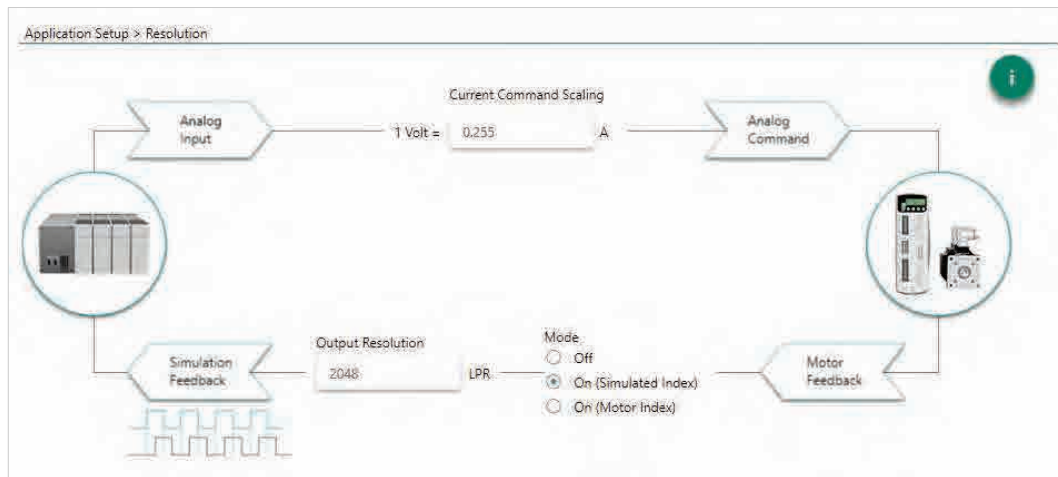 Application Setup > Resolution
i
Current Command Scaling
Analog
Input
1 Volt =
0.255
A
Analog
Command
Output Resolution
Mode
Off
Simulation
Feedback
2048
LPR
On (Simulated Index)
On (Motor Index)
Motor
Feedback